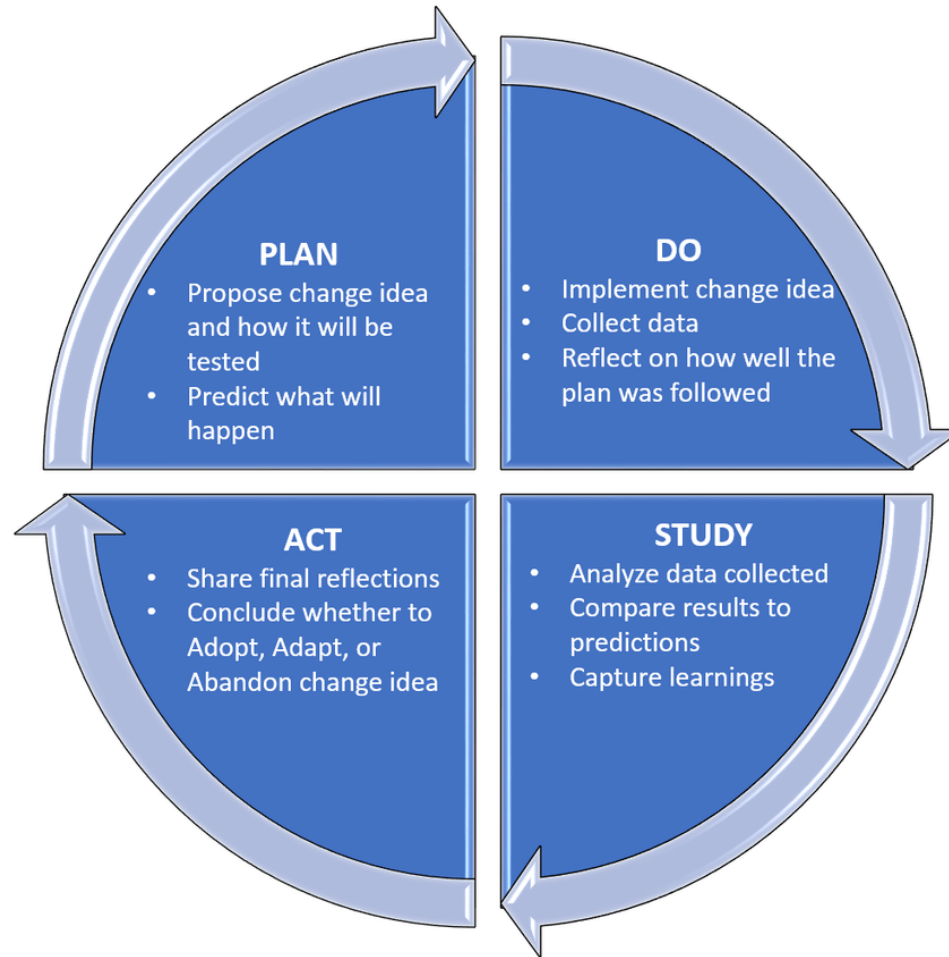 PLAN
• Propose change idea
and how it will be
tested
• Predict what will
happen
DO
• Implement change idea
• Collect data
• Reflect on how well the
plan was followed
STUDY
• Analyze data collected
• Compare results to
predictions
• Capture learnings
ACT
• Share final reflections
• Conclude whether to
Adopt, Adapt, or
Abandon change idea